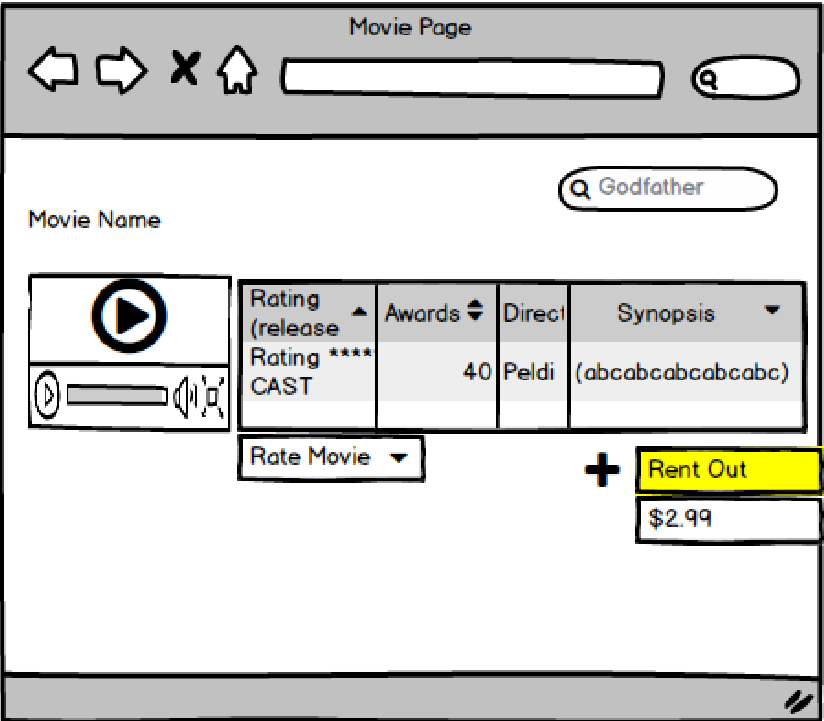 Movie Page
Godfather
Movie Name
Rating
(release
Awards
Direct
Synopsis
Rating ****
CAST
40
Peldi
(abcabcabcabcabc)
Rate Movie
Rent Out
$2.99